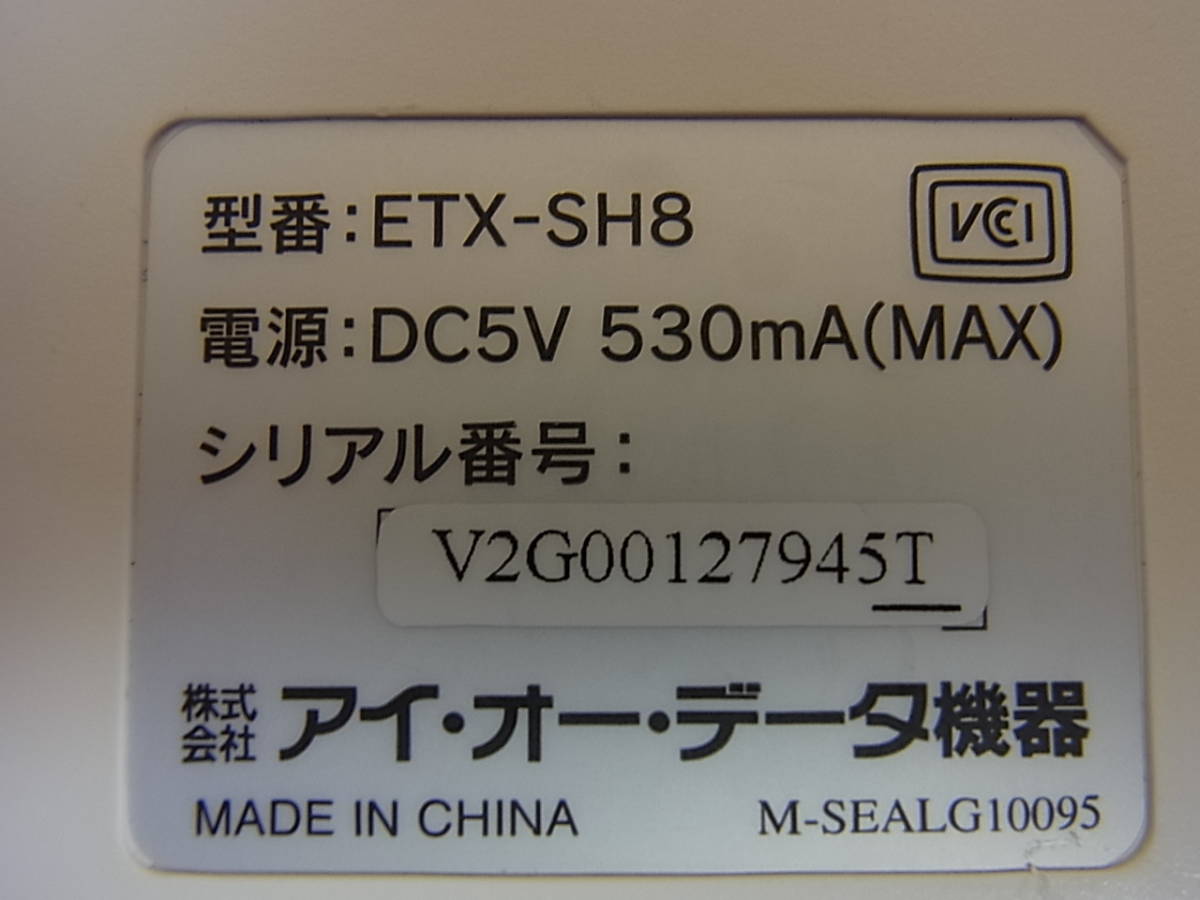 型番:ETX-SH8
VCCI
電源:DC5V 530mA(MAX)
シリアル番号:
V2G00127945T
株式会社 アイ・オー・データ機器
MADE IN CHINA
M-SEALG10095